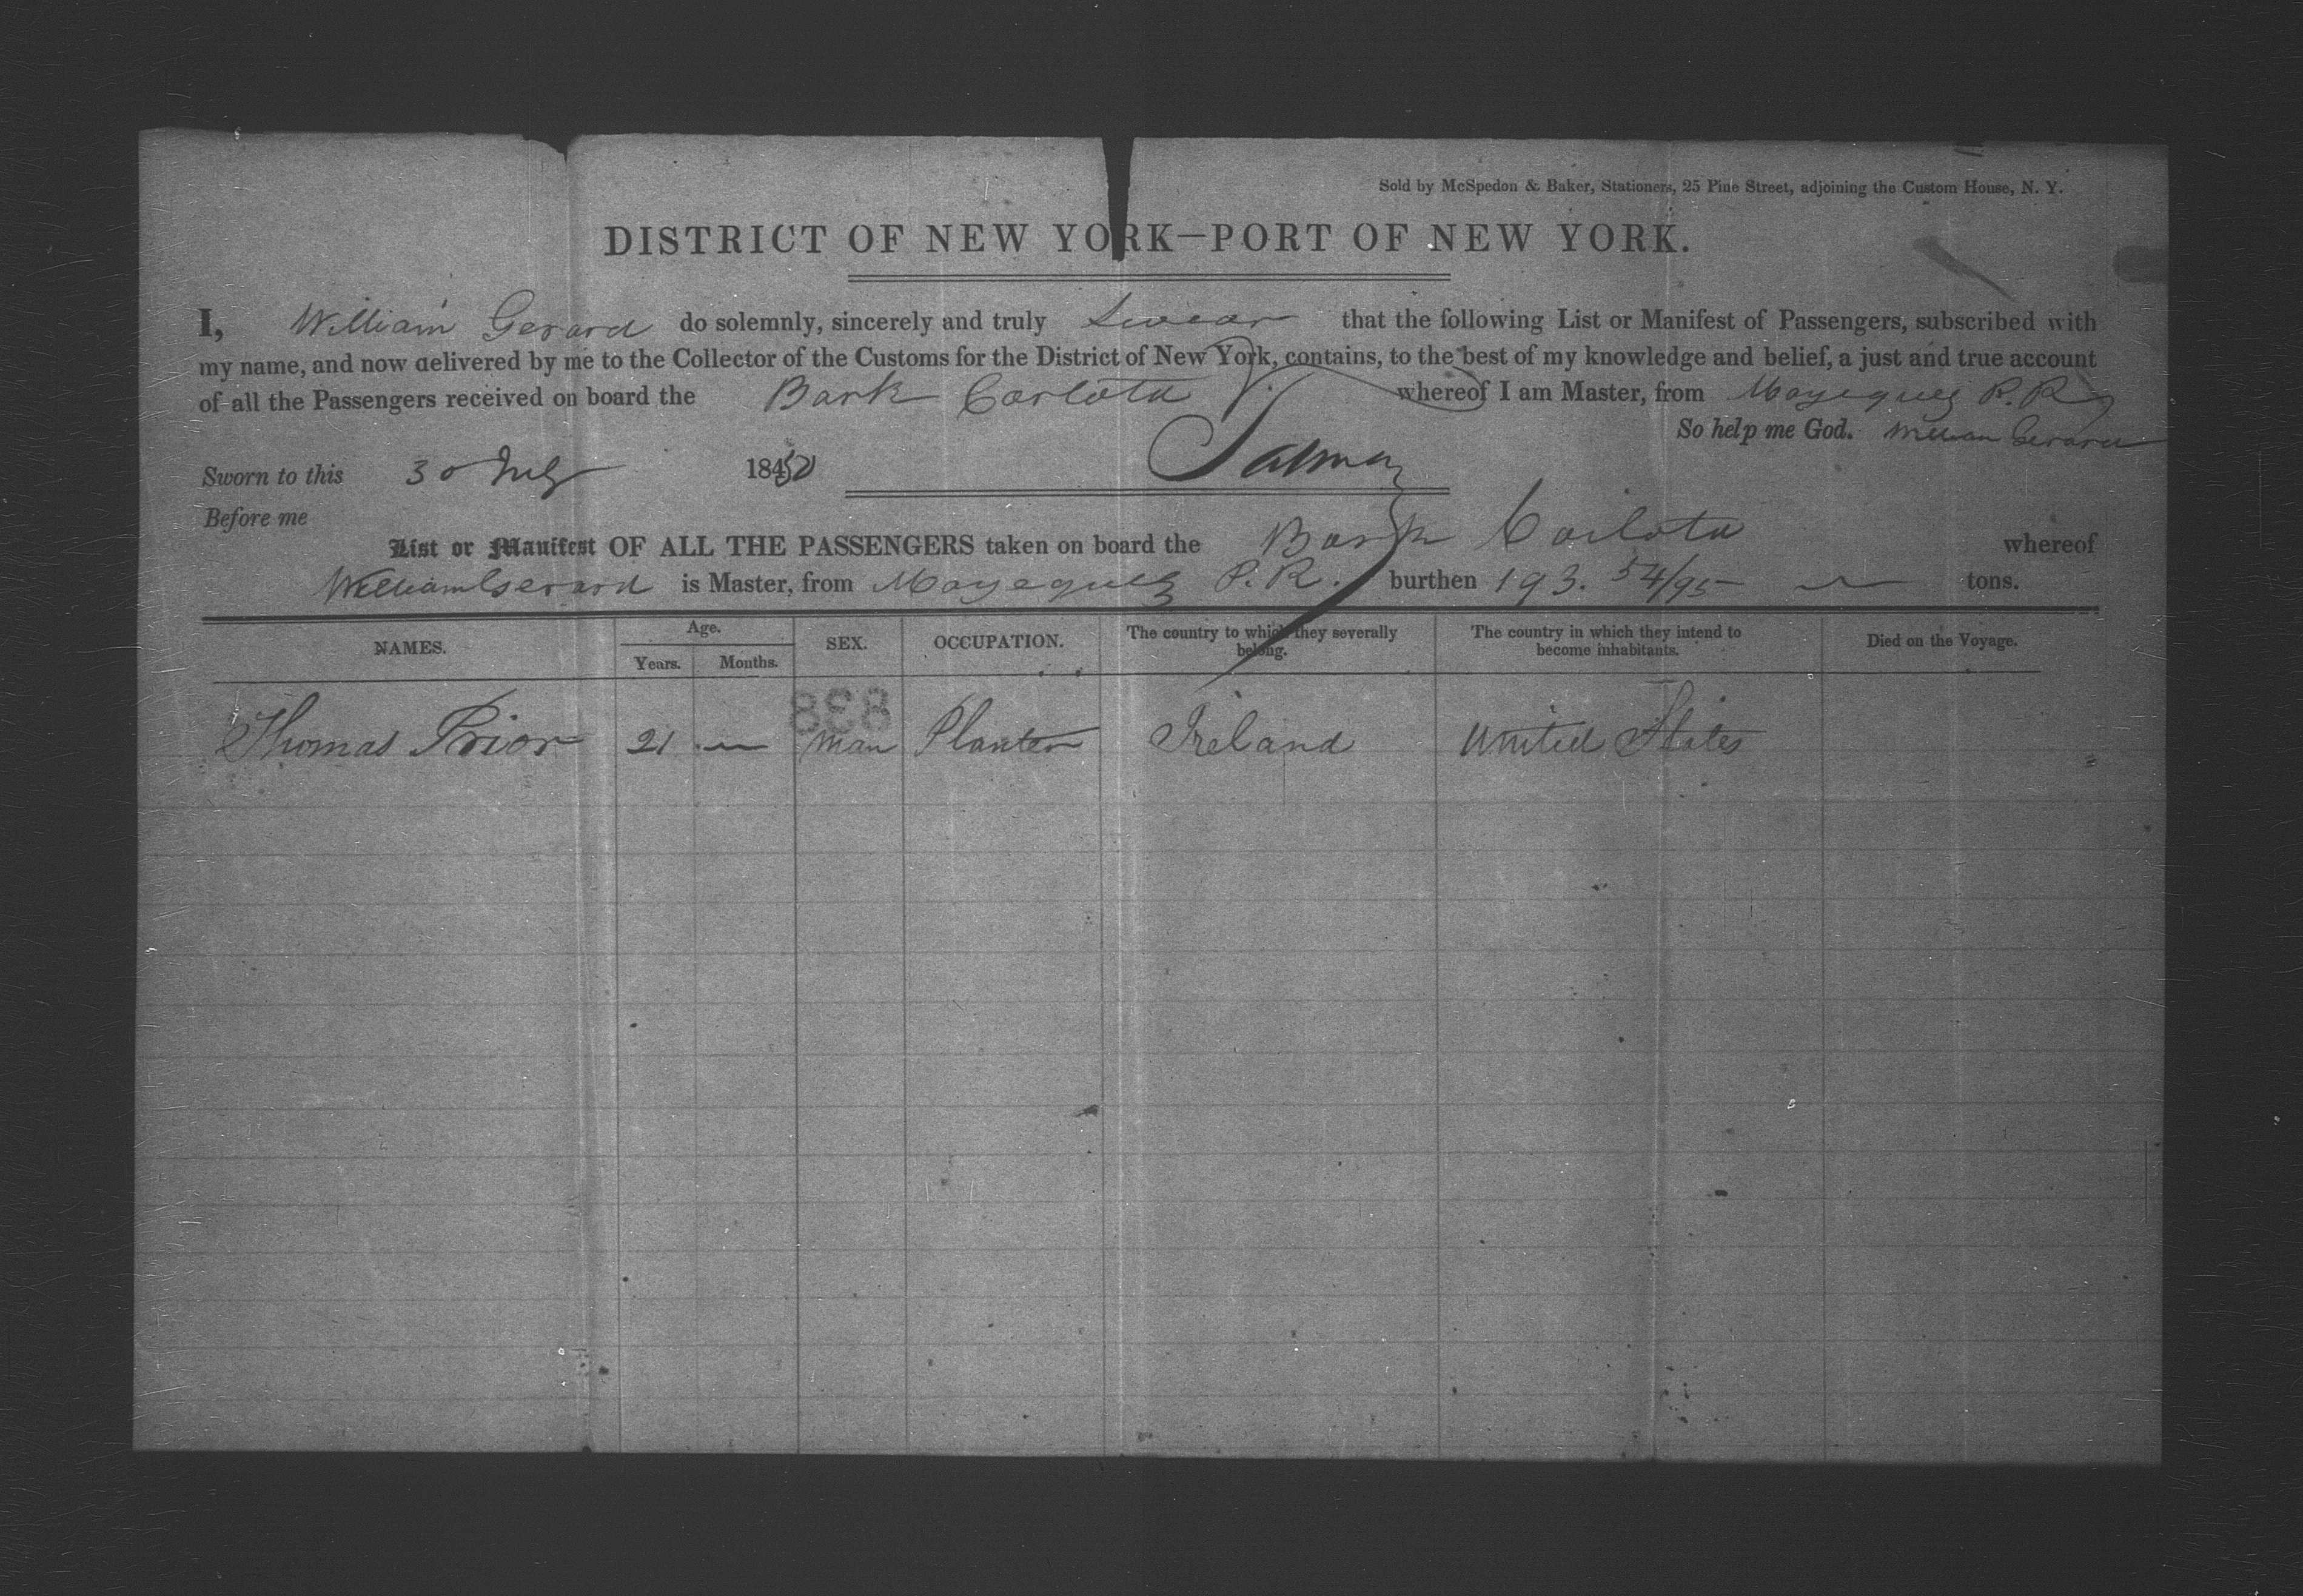 Sold by McSpedon & Baker, Stationers, 25 Pine Street, adjoining the Custom House, N. Y.
DISTRICT OF NEW YORK—PORT OF NEW YORK.
I, William Gerard do solemnly, sincerely and truly Swear that the following List or Manifest of Passengers, subscribed with
my name, and now delivered by me to the Collector of the Customs for the District of New York, contains, to the best of my knowledge and belief, a just and true account
of all the Passengers received on board the Bark Carlota whereof I am Master, from Mayeguez P. R.
So help me God. William Gerard
Sworn to this 30 July 1850
Before me
List or Manifest OF ALL THE PASSENGERS taken on board the Bark Carlota whereof
William Gerard is Master, from Mayeguez P. R. burthen 193. 54/95 tons.
NAMES. Age. Years. Months. SEX. OCCUPATION. The country to which they severally belong. The country in which they intend to become inhabitants. Died on the Voyage.
838
Thomas Prior 21 Man Planter Ireland United States